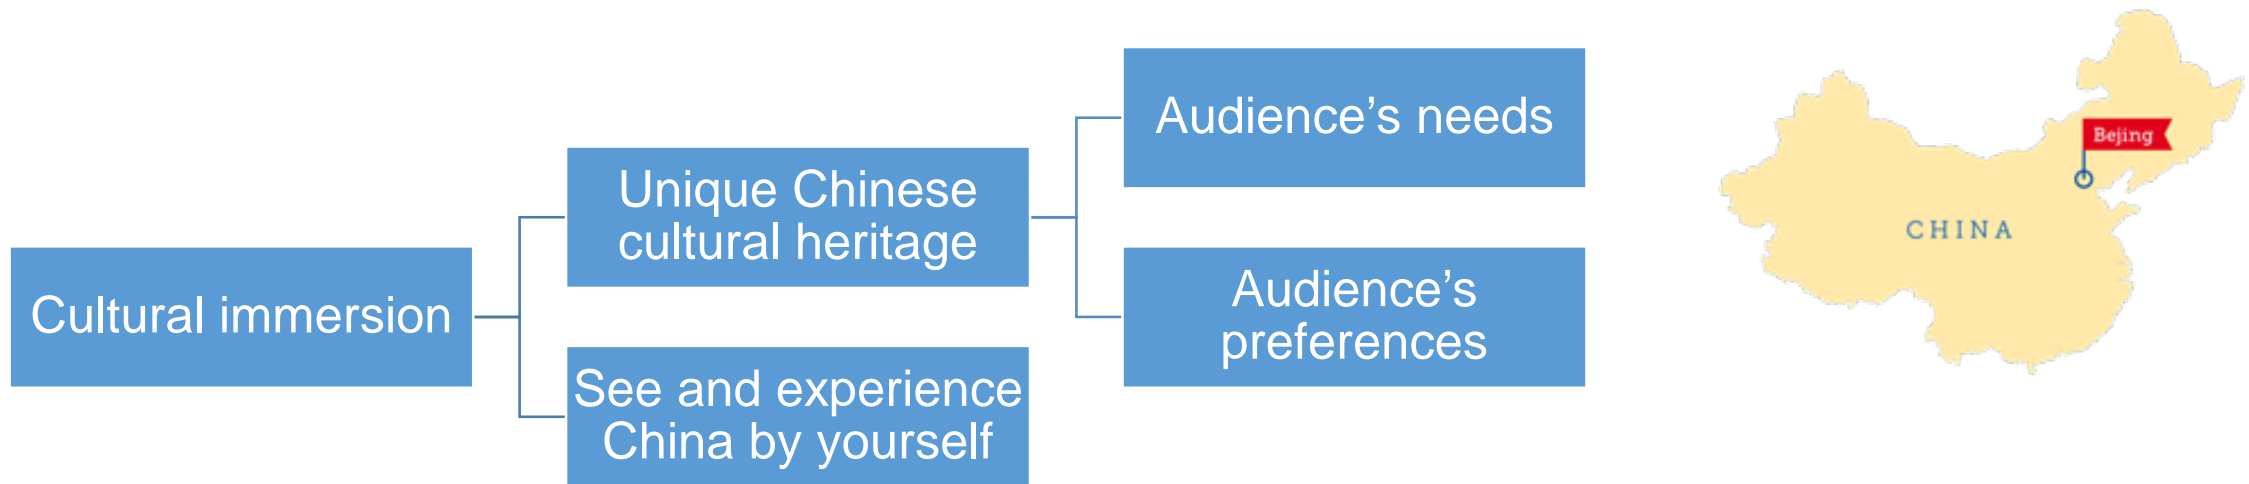 Cultural immersion
Unique Chinese
cultural heritage
See and experience
China by yourself
Audience’s needs
Audience’s
preferences
Bejing
CHINA